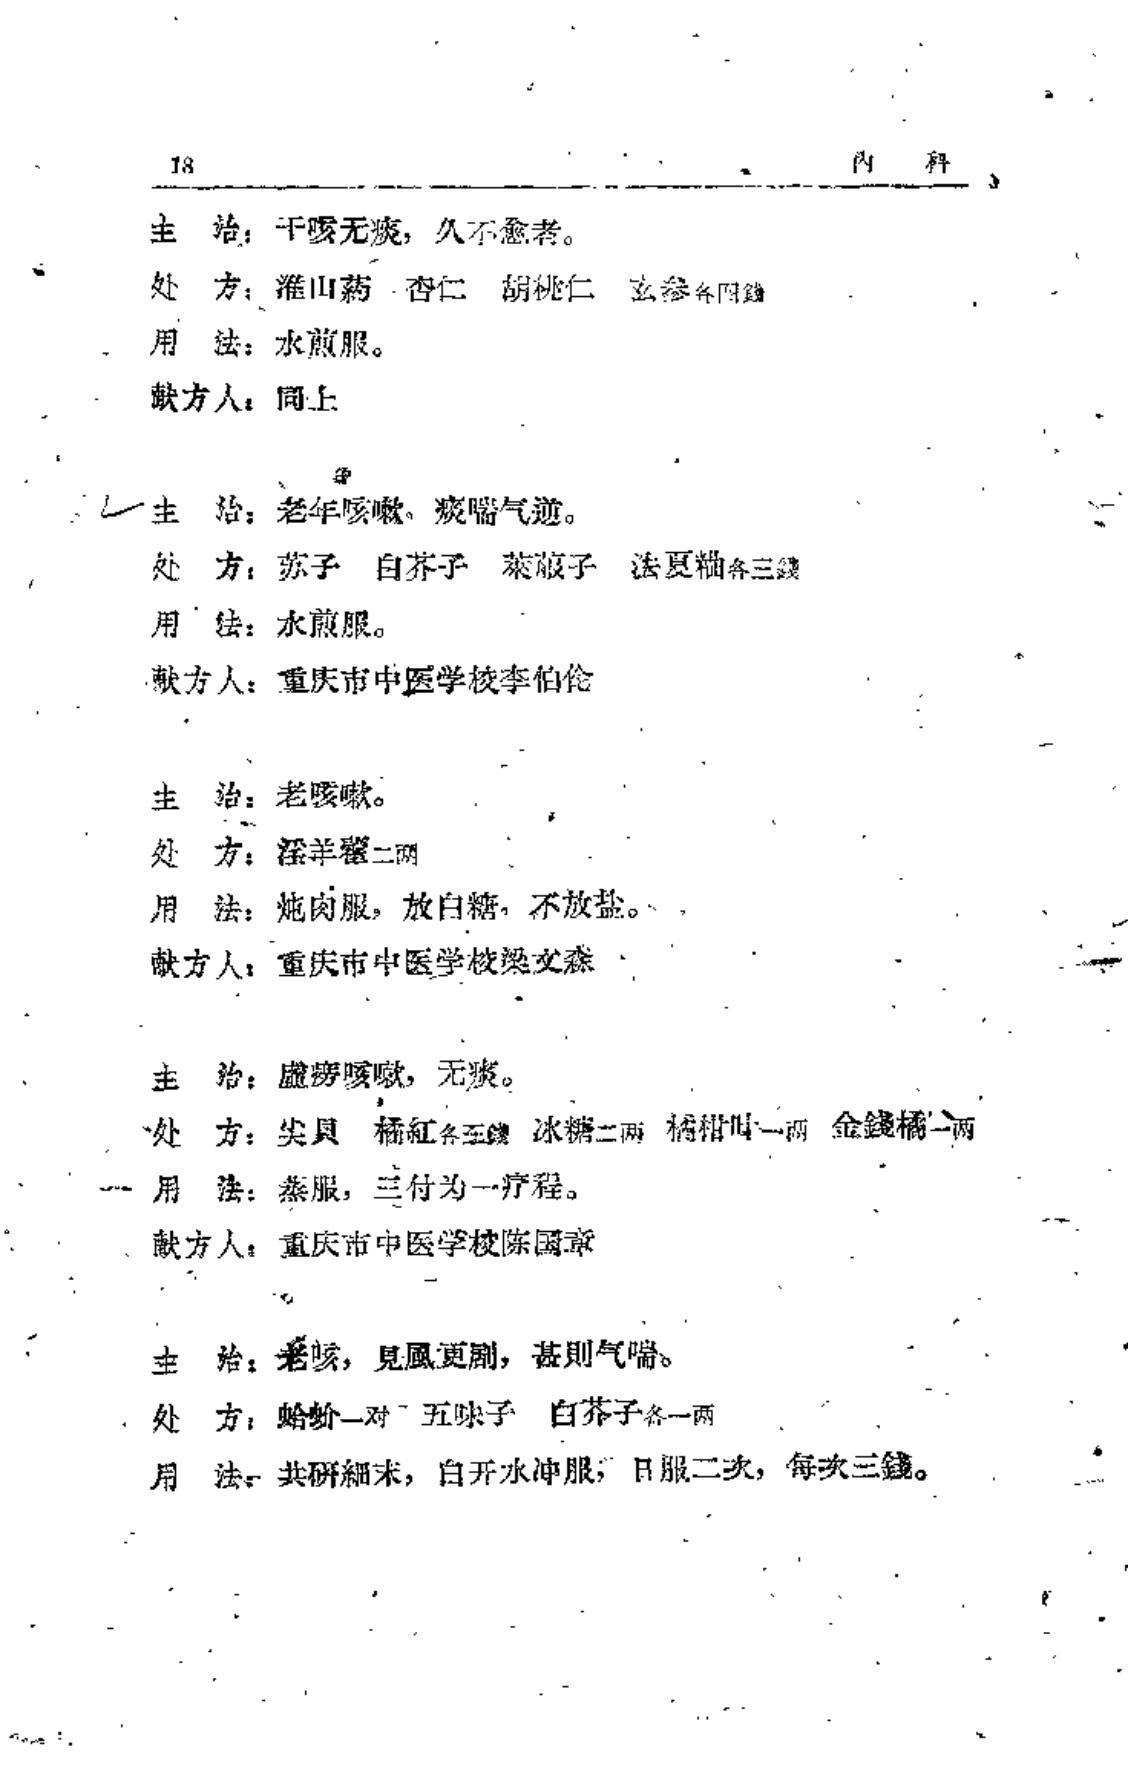 18 內 科
主 治：干咳无痰，久不愈者。
处 方：淮山葯 杏仁 胡桃仁 玄参各四錢
用 法：水煎服。
献方人：同上
主 治：老年咳嗽，痰喘气逆。
处 方：苏子 白芥子 萊菔子 法夏粬各三錢
用 法：水煎服。
献方人：重庆市中医学校李伯伦
主 治：老咳嗽。
处 方：淫羊藿二两
用 法：炖肉服，放白糖，不放盐。
献方人：重庆市中医学校梁文森
主 治：虛痨咳嗽，无痰。
处 方：尖貝 橘紅各五錢 冰糖二两 橘柑叶一两 金錢橘一两
用 法：蒸服，三付为一疗程。
献方人：重庆市中医学校陈国章
主 治：老咳，見風更剧，甚則气喘。
处 方：蛤蚧一对 五味子 白芥子各一两
用 法：共研細末，白开水冲服，日服二次，每次三錢。